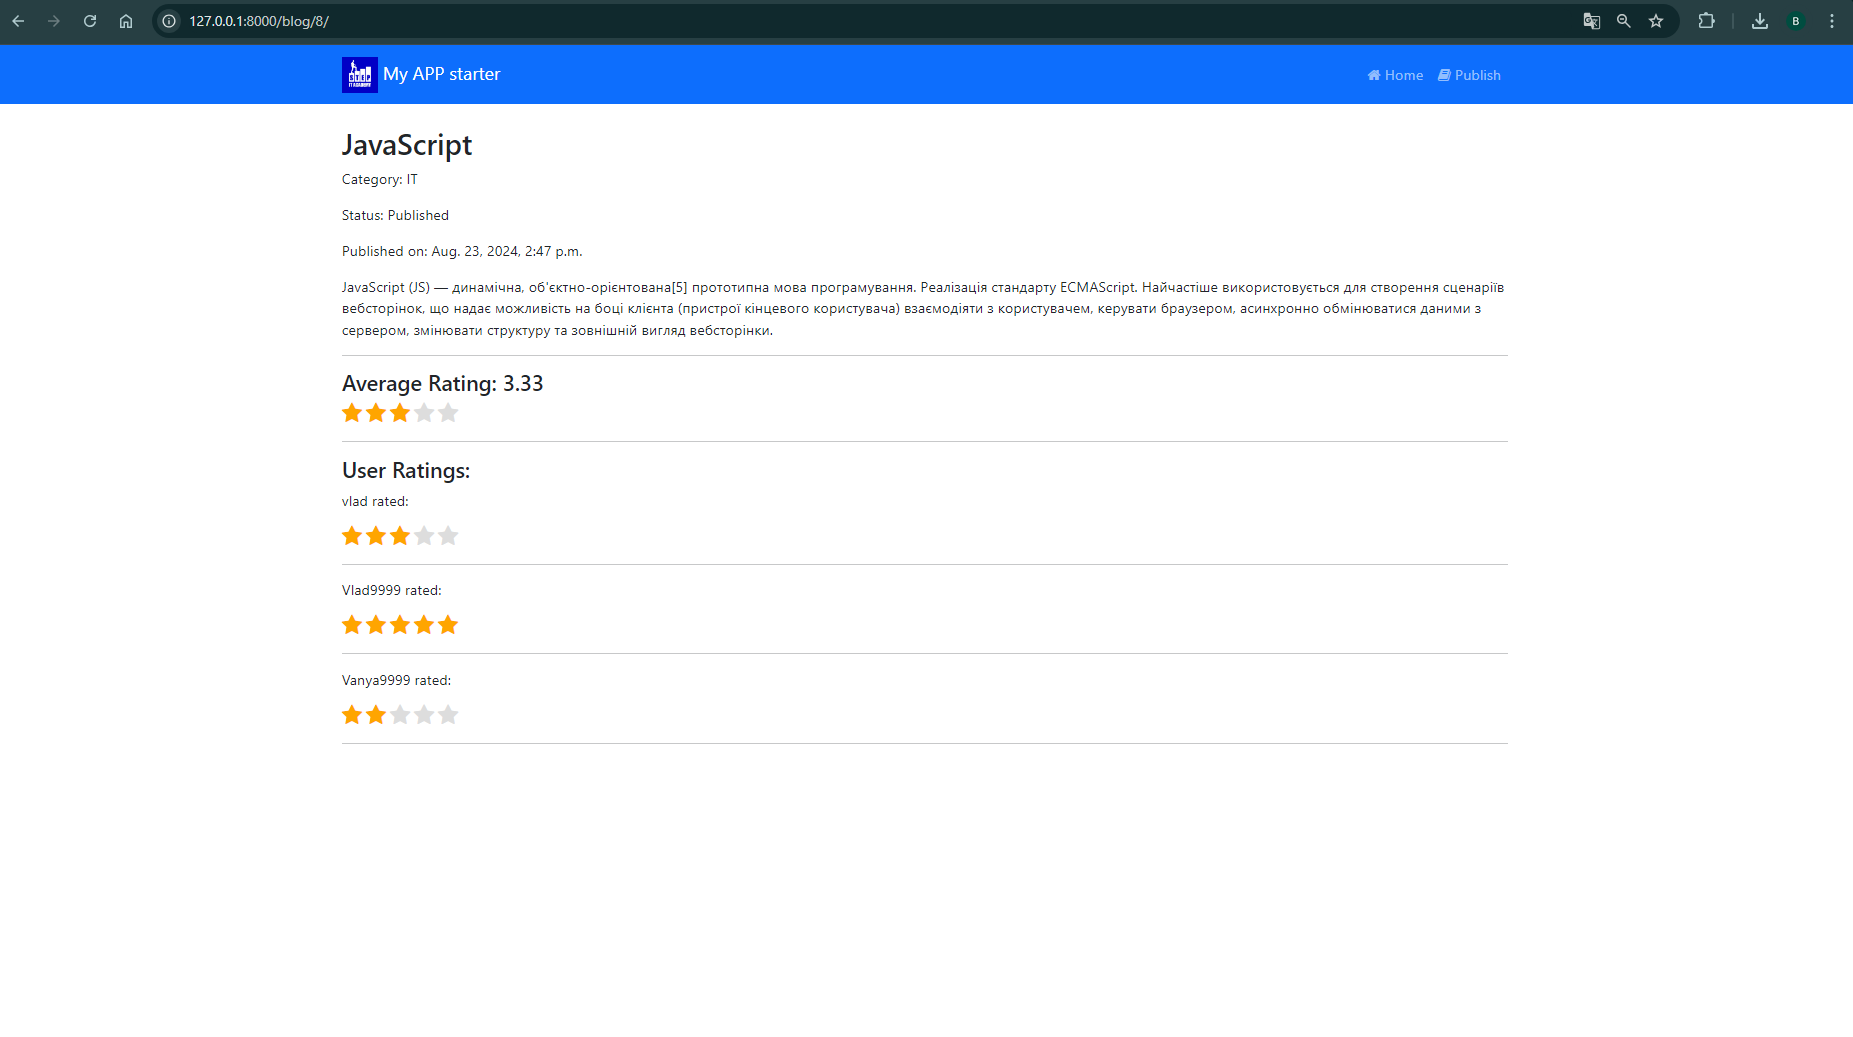 127.0.0.1:8000/blog/8/
B
STEP
IT ACADEMY
My APP starter
Home
Publish
JavaScript
Category: IT
Status: Published
Published on: Aug. 23, 2024, 2:47 p.m.
JavaScript (JS) — динамічна, об'єктно-орієнтована[5] прототипна мова програмування. Реалізація стандарту ECMAScript. Найчастіше використовується для створення сценаріїв
вебсторінок, що надає можливість на боці клієнта (пристрої кінцевого користувача) взаємодіяти з користувачем, керувати браузером, асинхронно обмінюватися даними з
сервером, змінювати структуру та зовнішній вигляд вебсторінки.
Average Rating: 3.33
User Ratings:
vlad rated:
Vlad9999 rated:
Vanya9999 rated: